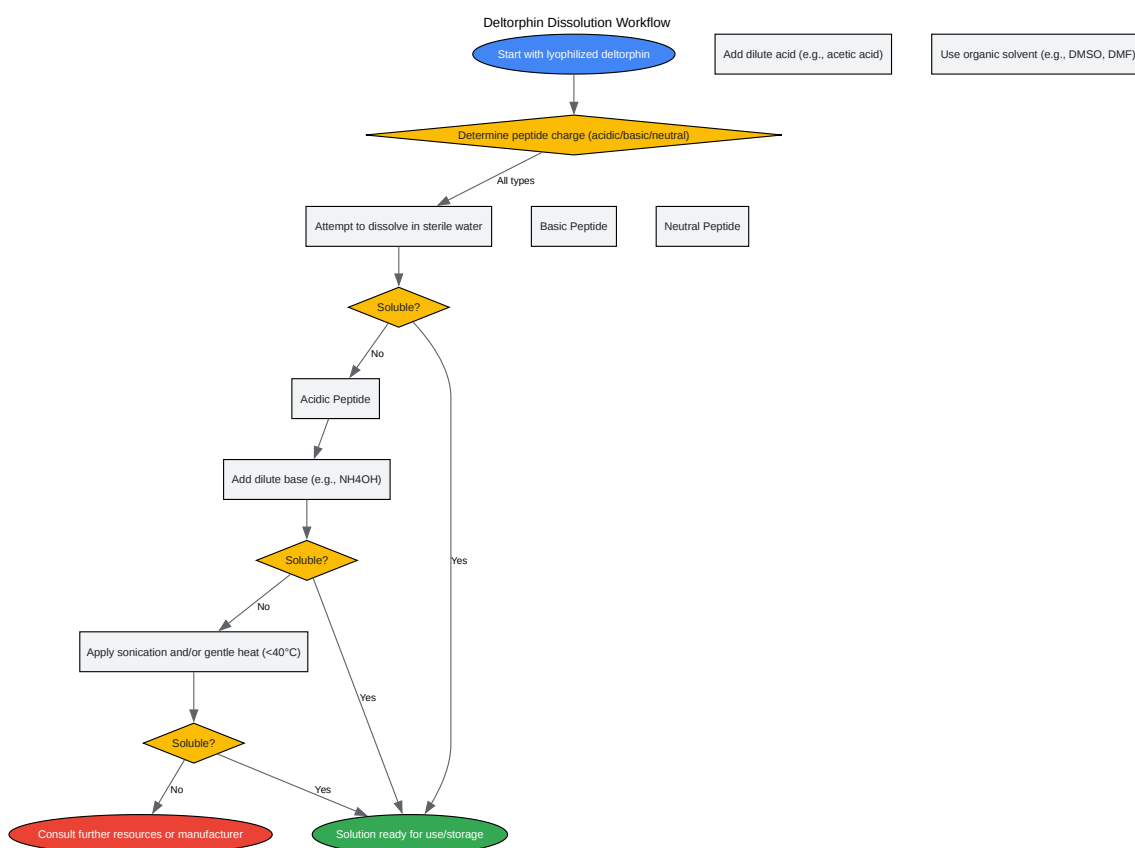 Deltorphin Dissolution Workflow
Start with lyophilized deltorphin
Add dilute acid (e.g., acetic acid)
Use organic solvent (e.g., DMSO, DMF)
Determine peptide charge (acidic/basic/neutral)
All types
Attempt to dissolve in sterile water
Basic Peptide
Neutral Peptide
Soluble?
No
Acidic Peptide
Add dilute base (e.g., NH4OH)
Soluble?
Yes
No
Apply sonication and/or gentle heat (<40°C)
Yes
Soluble?
No
Yes
Consult further resources or manufacturer
Solution ready for use/storage